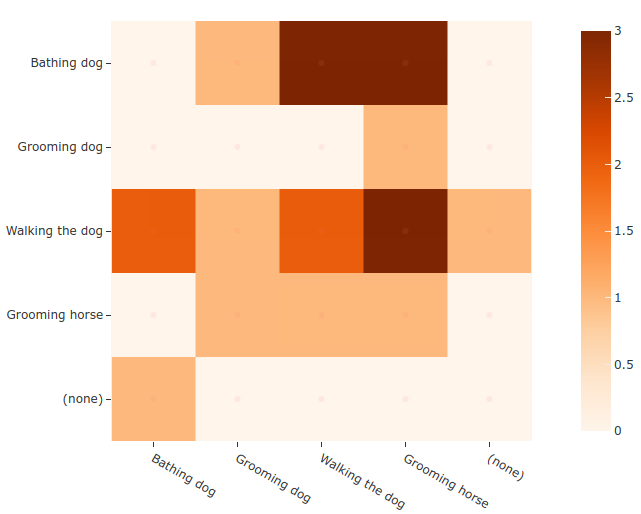 Bathing dog
Grooming dog
Walking the dog
Grooming horse
(none)
Bathing dog
Grooming dog
Walking the dog
Grooming horse
(none)
3
2.5
2
1.5
1
0.5
0